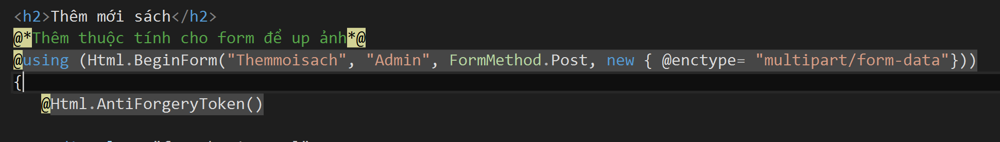 <h2>Thêm mới sách</h2>
@*Thêm thuộc tính cho form để up ảnh*@
@using (Html.BeginForm("Themmoisach", "Admin", FormMethod.Post, new { @enctype= "multipart/form-data"}))
{
@Html.AntiForgeryToken()